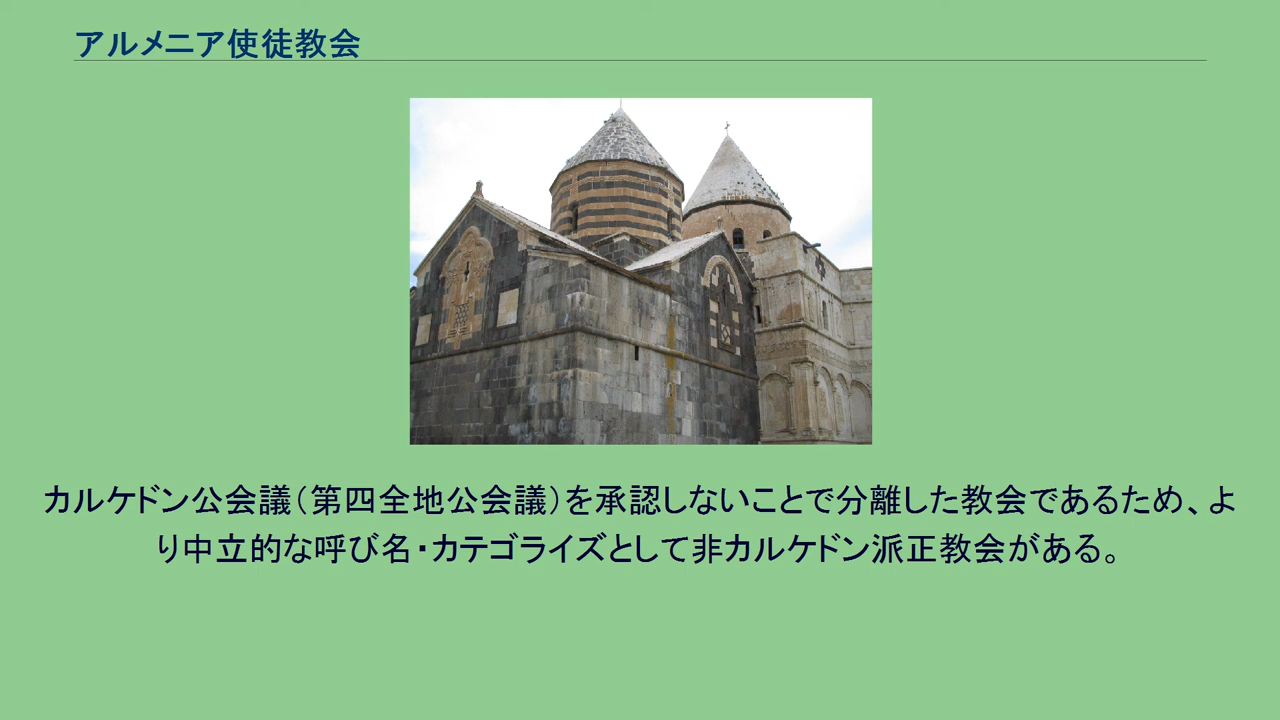 アルメニア使徒教会
カルケドン公会議(第四全地公会議)を承認しないことで分離した教会であるため、よ
り中立的な呼び名・カテゴライズとして非カルケドン派正教会がある。